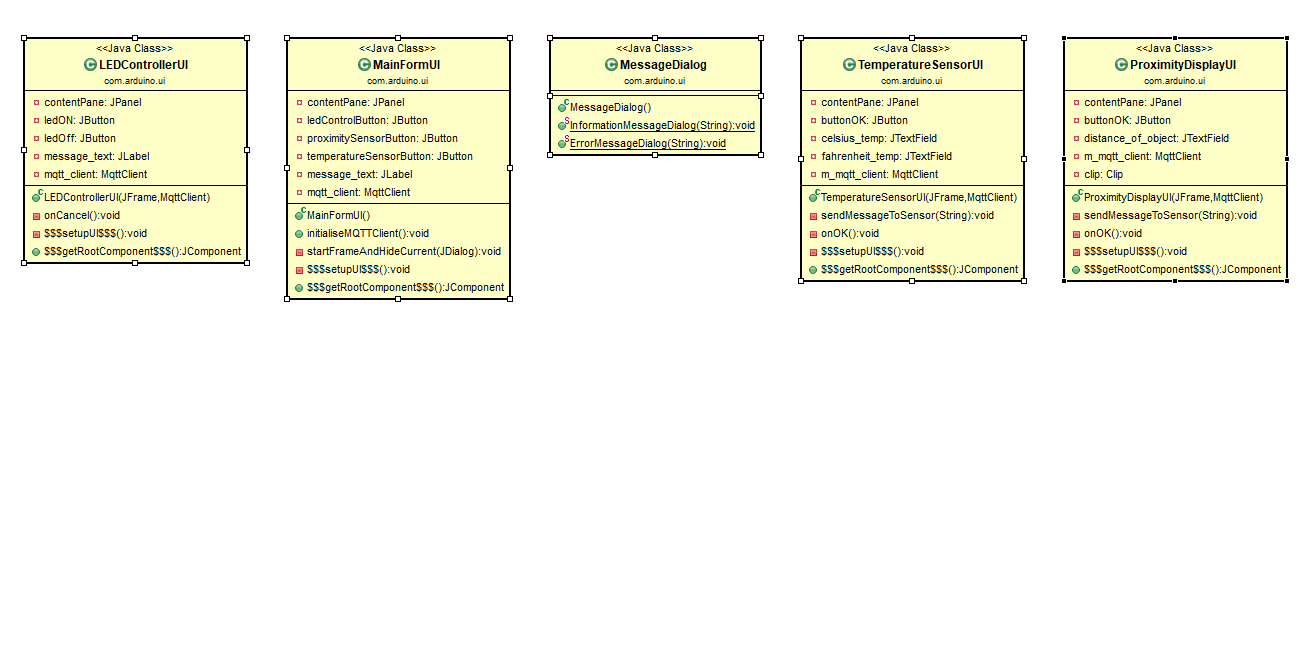 <<Java Class>>
LEDControllerUI
com.arduino.ui
contentPane: JPanel
ledON: JButton
ledOff: JButton
message_text: JLabel
mqtt_client: MqttClient
LEDControllerUI(JFrame,MqttClient)
onCancel():void
$$$setupUI$$$():void
$$$getRootComponent$$$():JComponent
<<Java Class>>
MainFormUI
com.arduino.ui
contentPane: JPanel
ledControlButton: JButton
proximitySensorButton: JButton
temperatureSensorButton: JButton
message_text: JLabel
mqtt_client: MqttClient
MainFormUI()
initialiseMQTTClient():void
startFrameAndHideCurrent(JDialog):void
$$$setupUI$$$():void
$$$getRootComponent$$$():JComponent
<<Java Class>>
MessageDialog
com.arduino.ui
MessageDialog()
InformationMessageDialog(String):void
ErrorMessageDialog(String):void
<<Java Class>>
TemperatureSensorUI
com.arduino.ui
contentPane: JPanel
buttonOK: JButton
celsius_temp: JTextField
fahrenheit_temp: JTextField
m_mqtt_client: MqttClient
TemperatureSensorUI(JFrame,MqttClient)
sendMessageToSensor(String):void
onOK():void
$$$setupUI$$$():void
$$$getRootComponent$$$():JComponent
<<Java Class>>
ProximityDisplayUI
com.arduino.ui
contentPane: JPanel
buttonOK: JButton
distance_of_object: JTextField
m_mqtt_client: MqttClient
clip: Clip
ProximityDisplayUI(JFrame,MqttClient)
sendMessageToSensor(String):void
onOK():void
$$$setupUI$$$():void
$$$getRootComponent$$$():JComponent